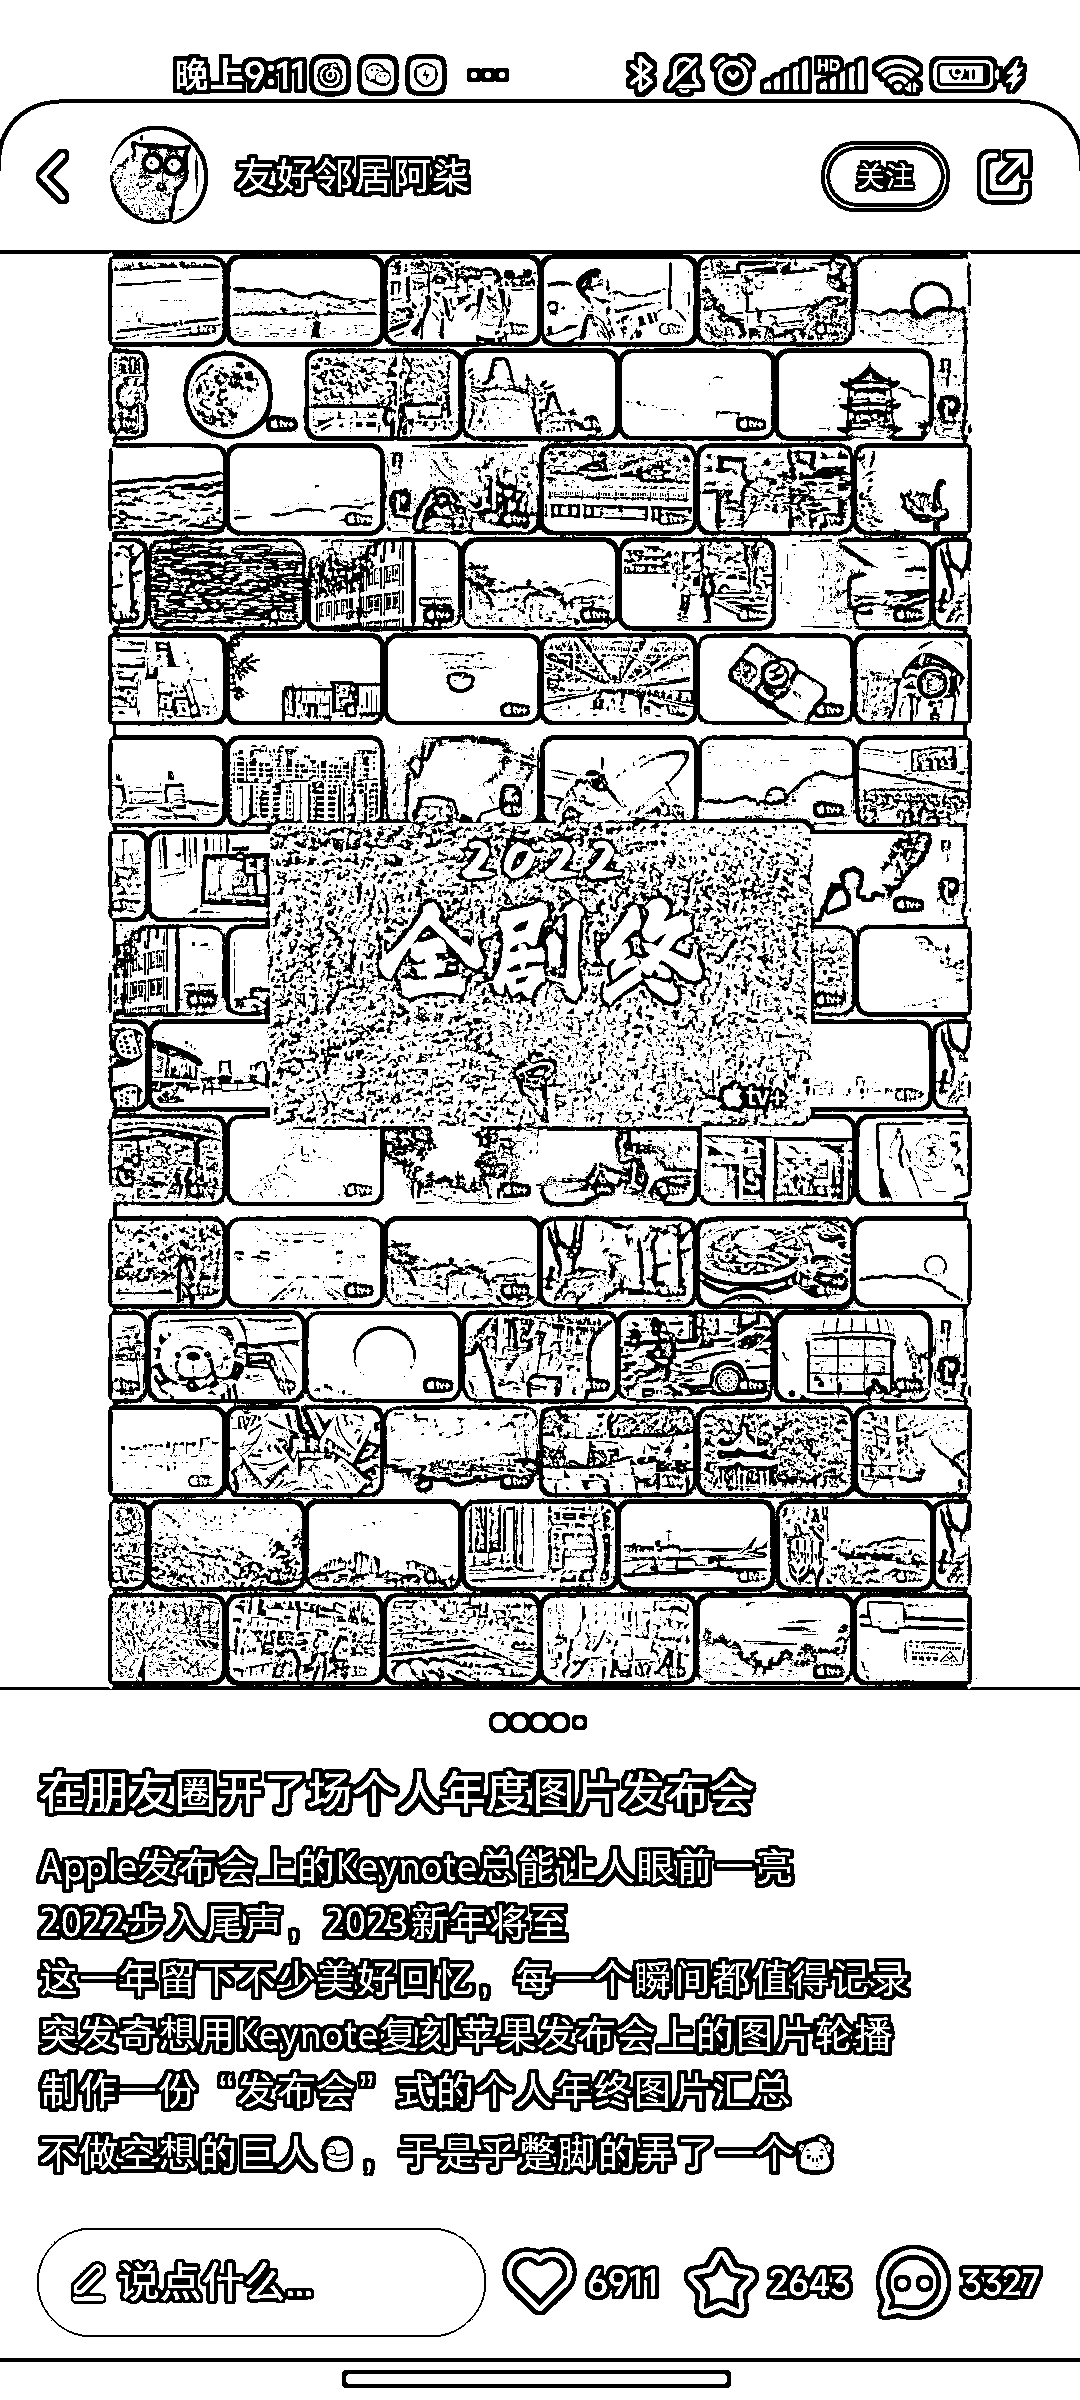 晚上9:11
HD
友好邻居阿柒
关注
2022
全剧终
tv+
在朋友圈开了场个人年度图片发布会
Apple发布会上的Keynote总能让人眼前一亮
2022步入尾声，2023新年将至
这一年留下不少美好回忆，每一个瞬间都值得记录
突发奇想用Keynote复刻苹果发布会上的图片轮播
制作一份“发布会”式的个人年终图片汇总
不做空想的巨人，于是乎蹩脚的弄了一个
说点什么...
6911
2643
3327